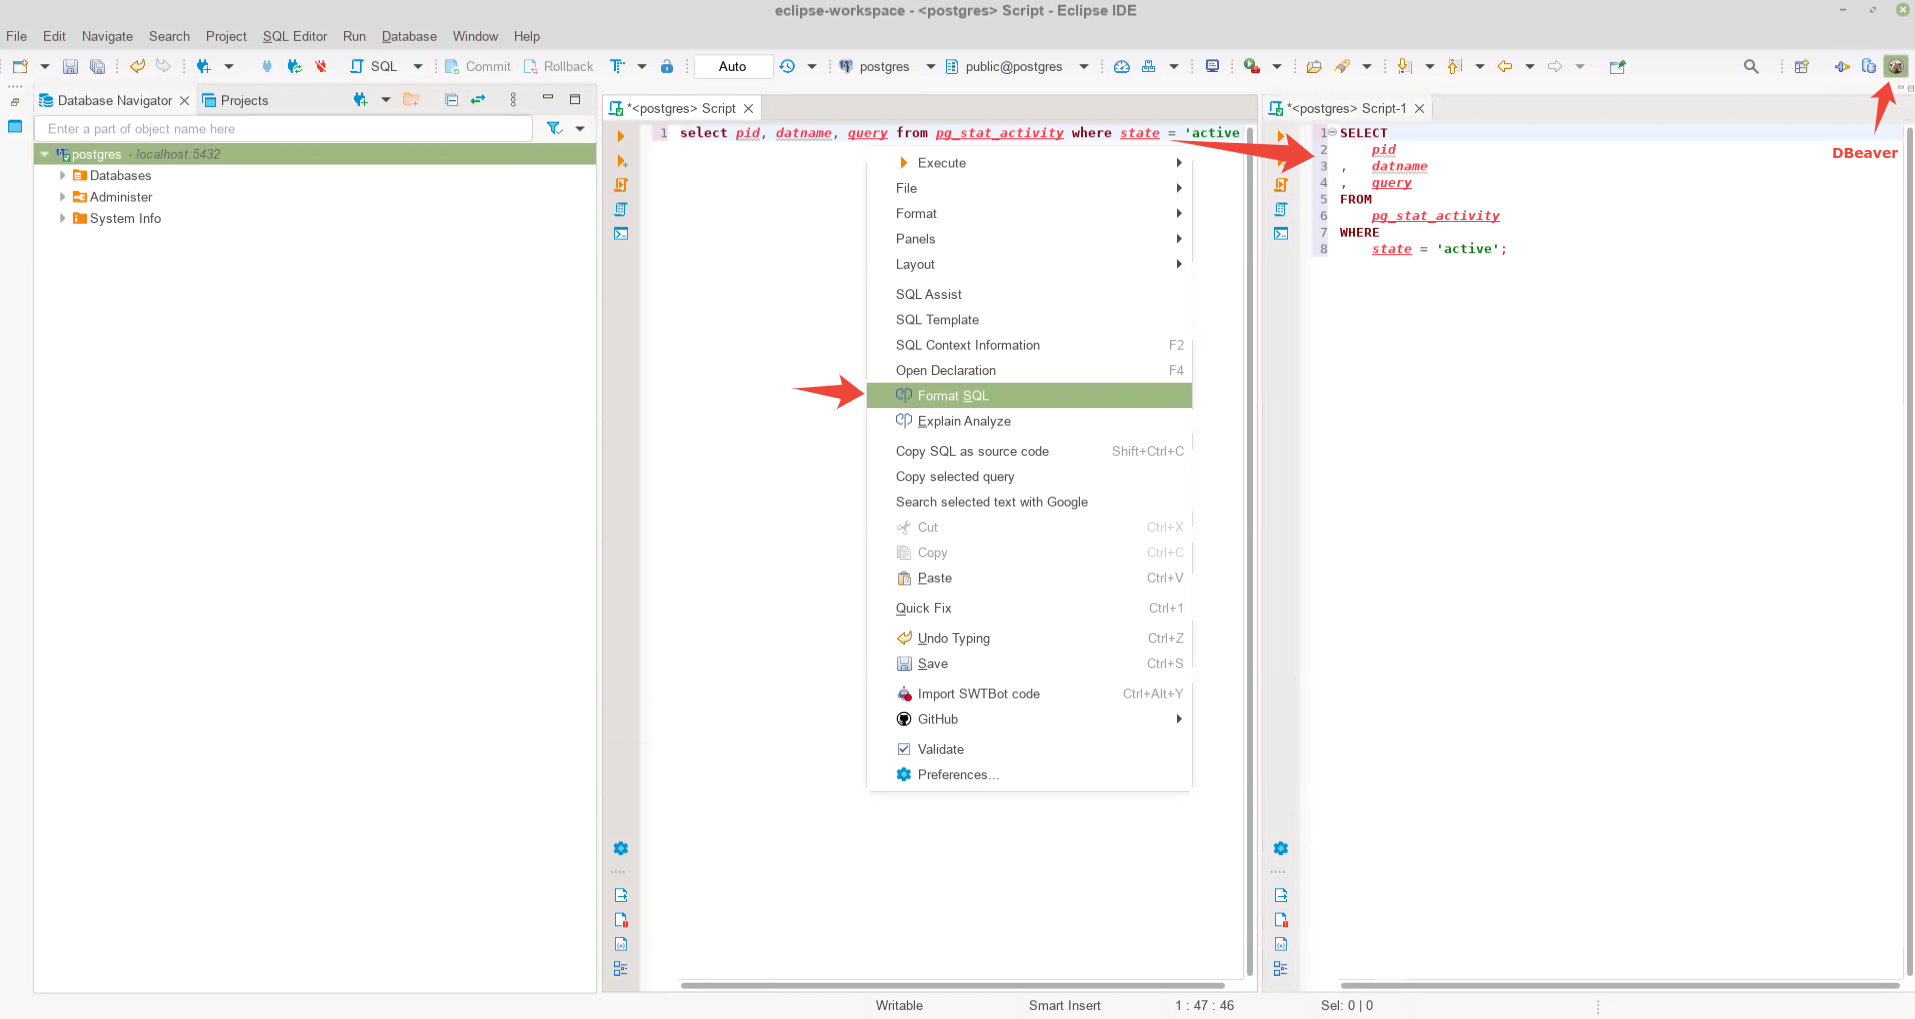 eclipse-workspace - <postgres> Script - Eclipse IDE
File Edit Navigate Search Project SQL Editor Run Database Window Help
SQL Commit Rollback Auto postgres public@postgres
Database Navigator Projects
Enter a part of object name here
postgres - localhost:5432
Databases
Administer
System Info
*<postgres> Script
1 select pid, datname, query from pg_stat_activity where state = 'active
Execute
File
Format
Panels
Layout
SQL Assist
SQL Template
SQL Context Information F2
Open Declaration F4
Format SQL
Explain Analyze
Copy SQL as source code Shift+Ctrl+C
Copy selected query
Search selected text with Google
Cut Ctrl+X
Copy Ctrl+C
Paste Ctrl+V
Quick Fix Ctrl+1
Undo Typing Ctrl+Z
Save Ctrl+S
Import SWTBot code Ctrl+Alt+Y
GitHub
Validate
Preferences...
*<postgres> Script-1
1 SELECT
2 pid
3 , datname
4 , query
5 FROM
6 pg_stat_activity
7 WHERE
8 state = 'active';
DBeaver
Writable Smart Insert 1 : 47 : 46 Sel: 0 | 0